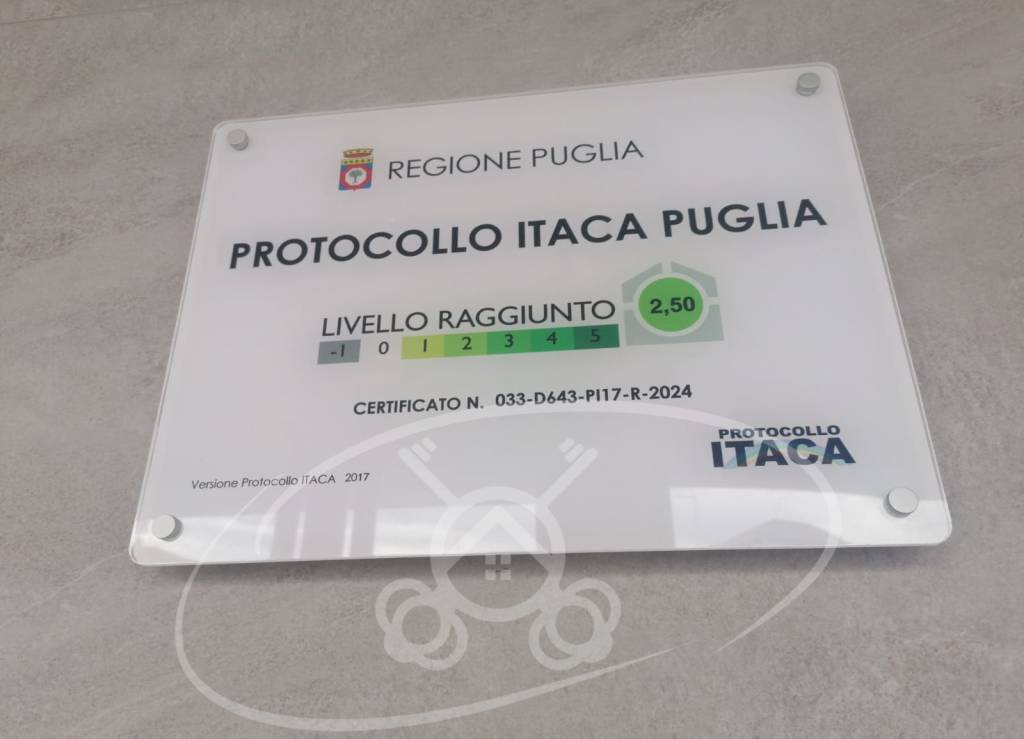 REGIONE PUGLIA
PROTOCOLLO ITACA PUGLIA
LIVELLO RAGGIUNTO
2,50
-1 0 1 2 3 4 5
CERTIFICATO N. 033-D643-PI17-R-2024
PROTOCOLLO
ITACA
Versione Protocollo ITACA 2017